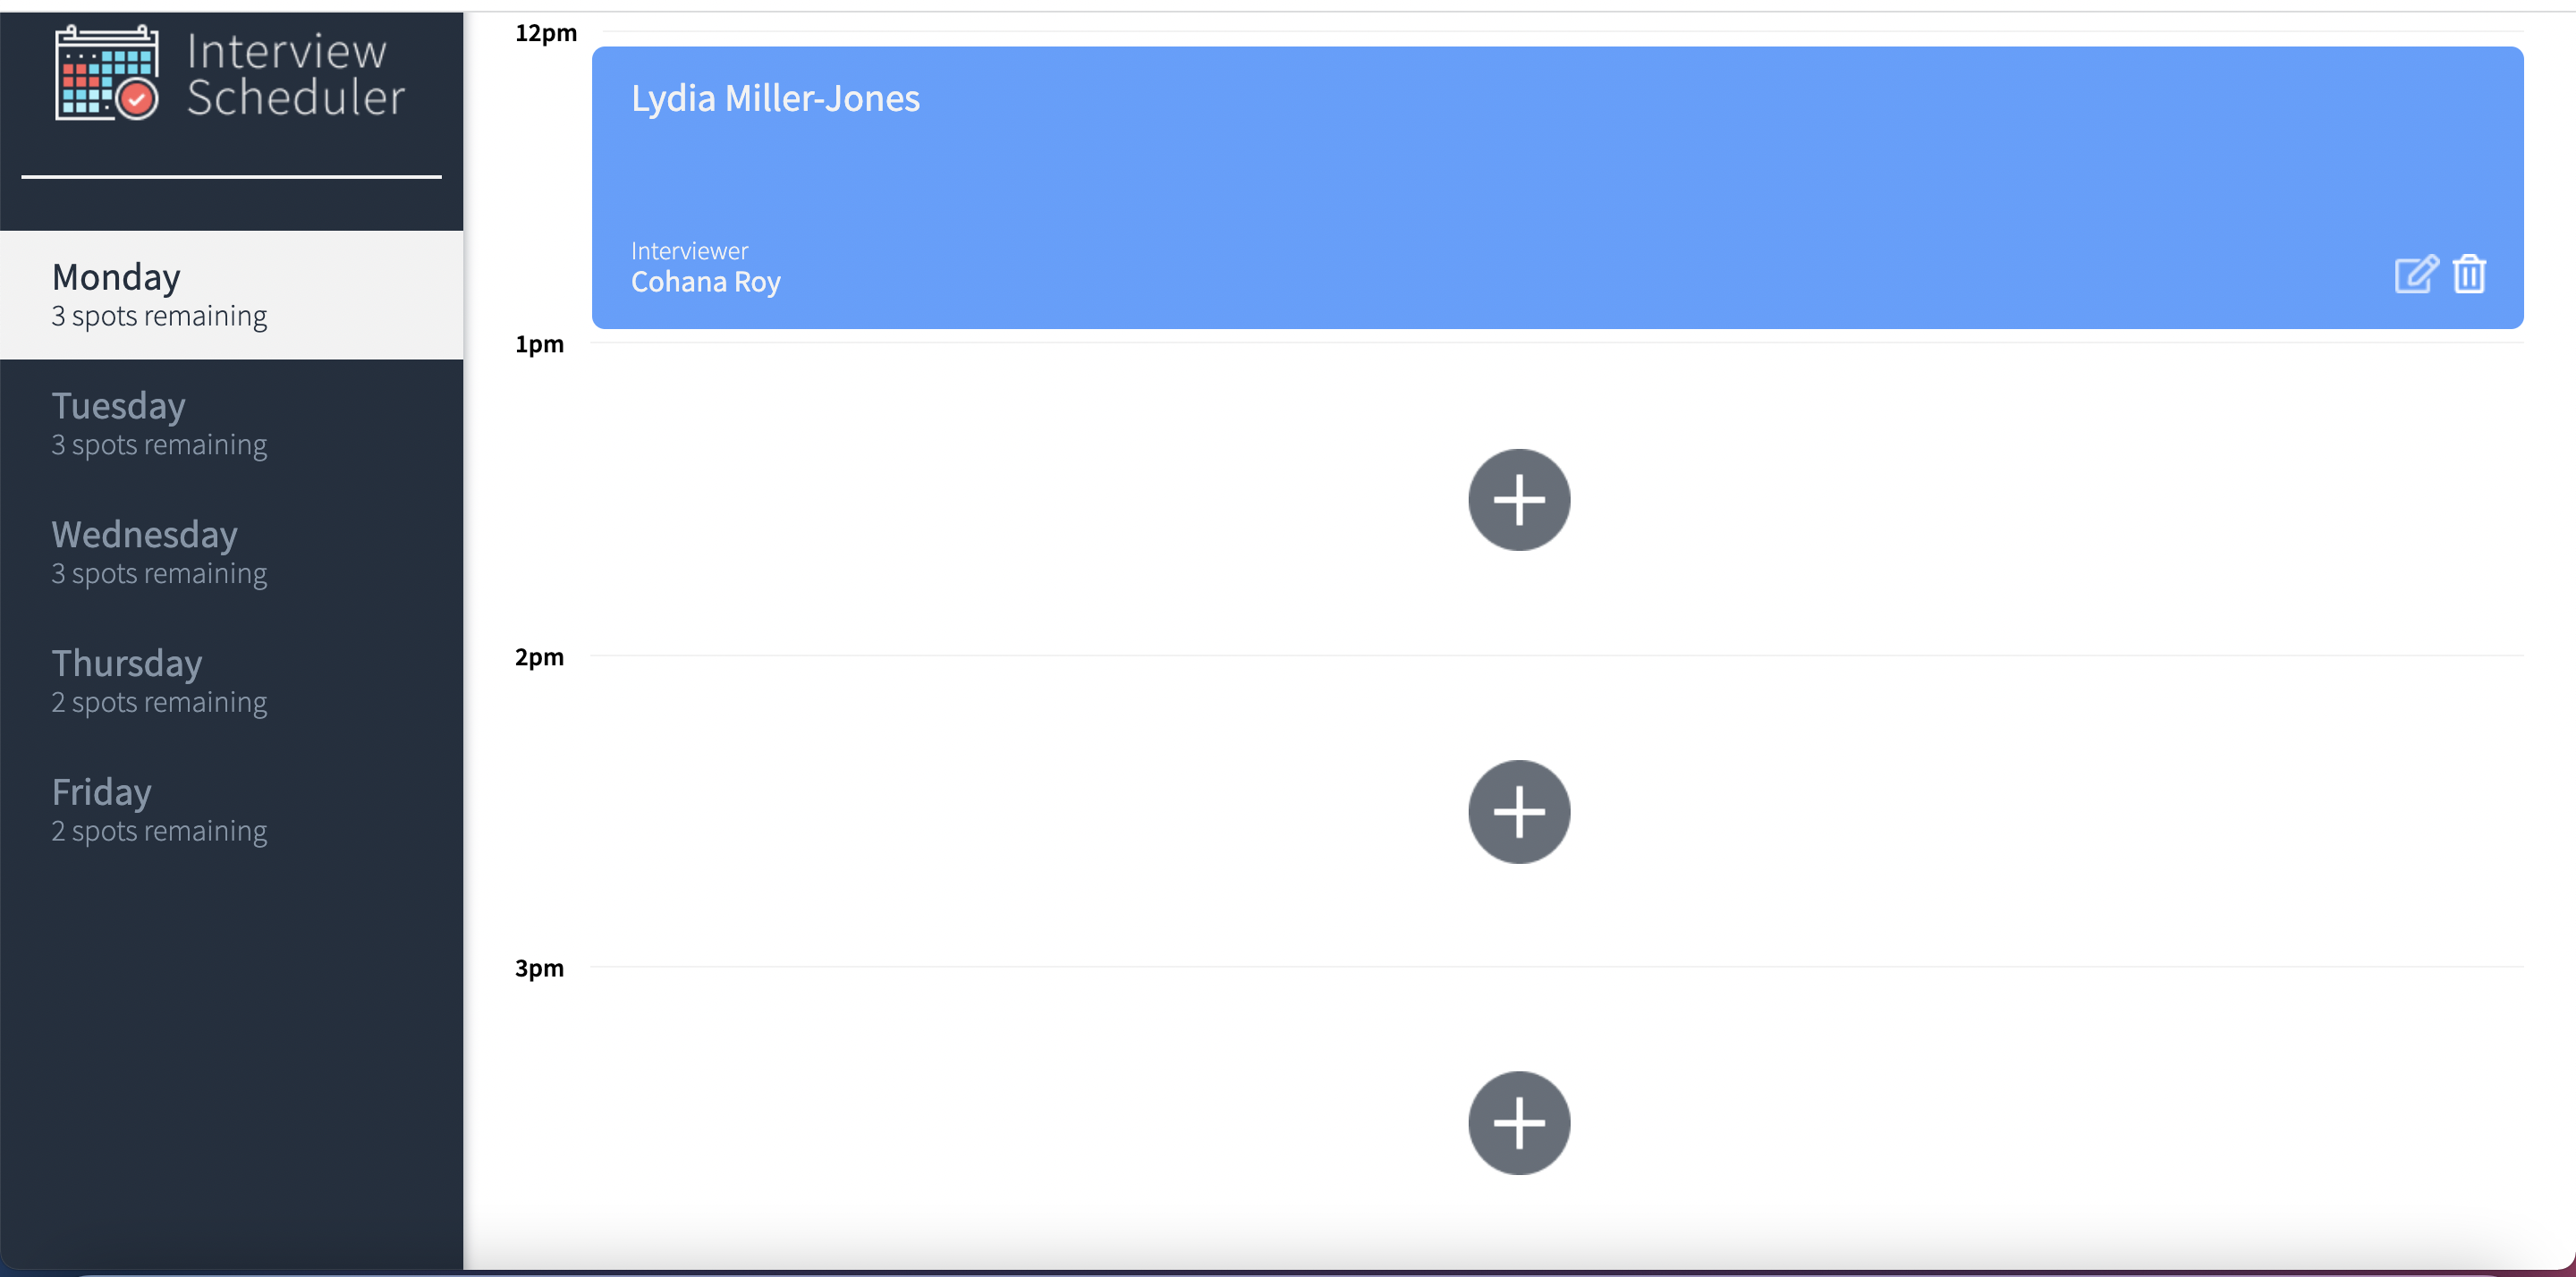 Interview
Scheduler
Monday
3 spots remaining
Tuesday
3 spots remaining
Wednesday
3 spots remaining
Thursday
2 spots remaining
Friday
2 spots remaining
12pm
Lydia Miller-Jones
Interviewer
Cohana Roy
1pm
2pm
3pm